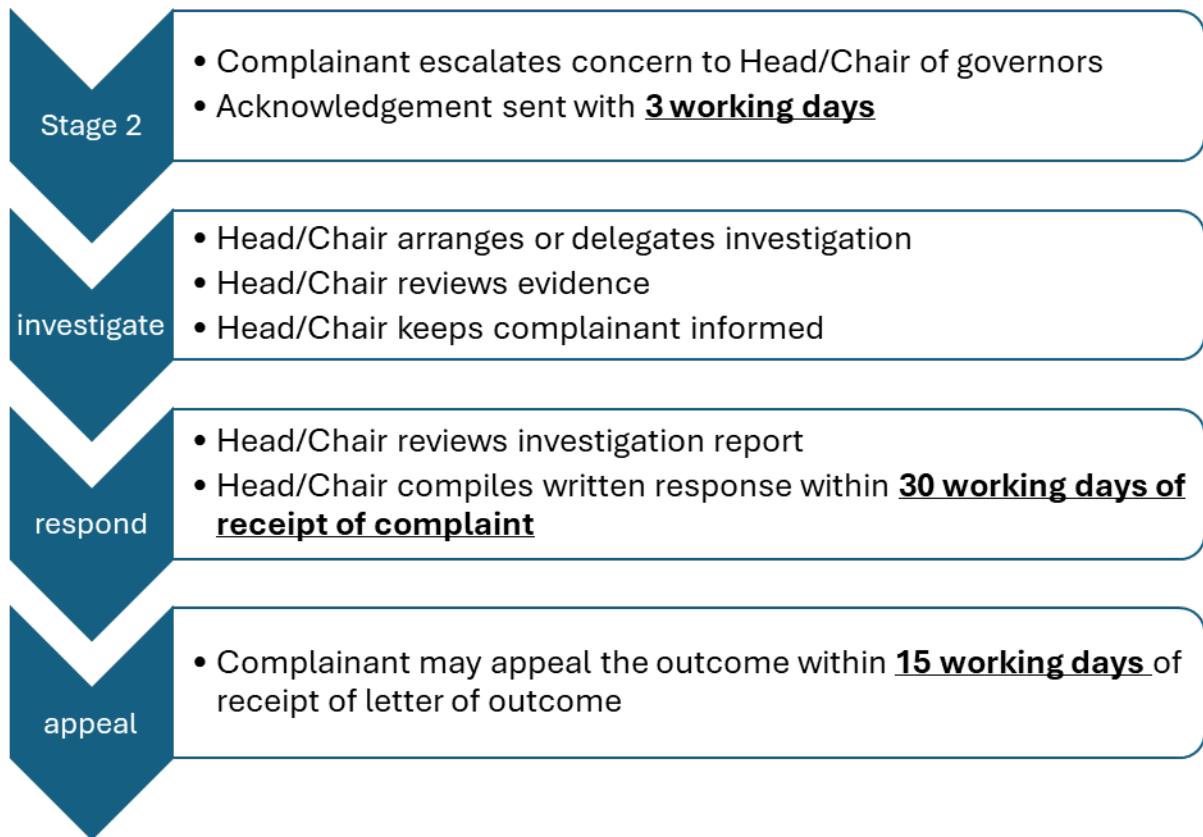 Stage 2
• Complainant escalates concern to Head/Chair of governors
• Acknowledgement sent with 3 working days
investigate
• Head/Chair arranges or delegates investigation
• Head/Chair reviews evidence
• Head/Chair keeps complainant informed
respond
• Head/Chair reviews investigation report
• Head/Chair compiles written response within 30 working days of
receipt of complaint
appeal
• Complainant may appeal the outcome within 15 working days of
receipt of letter of outcome